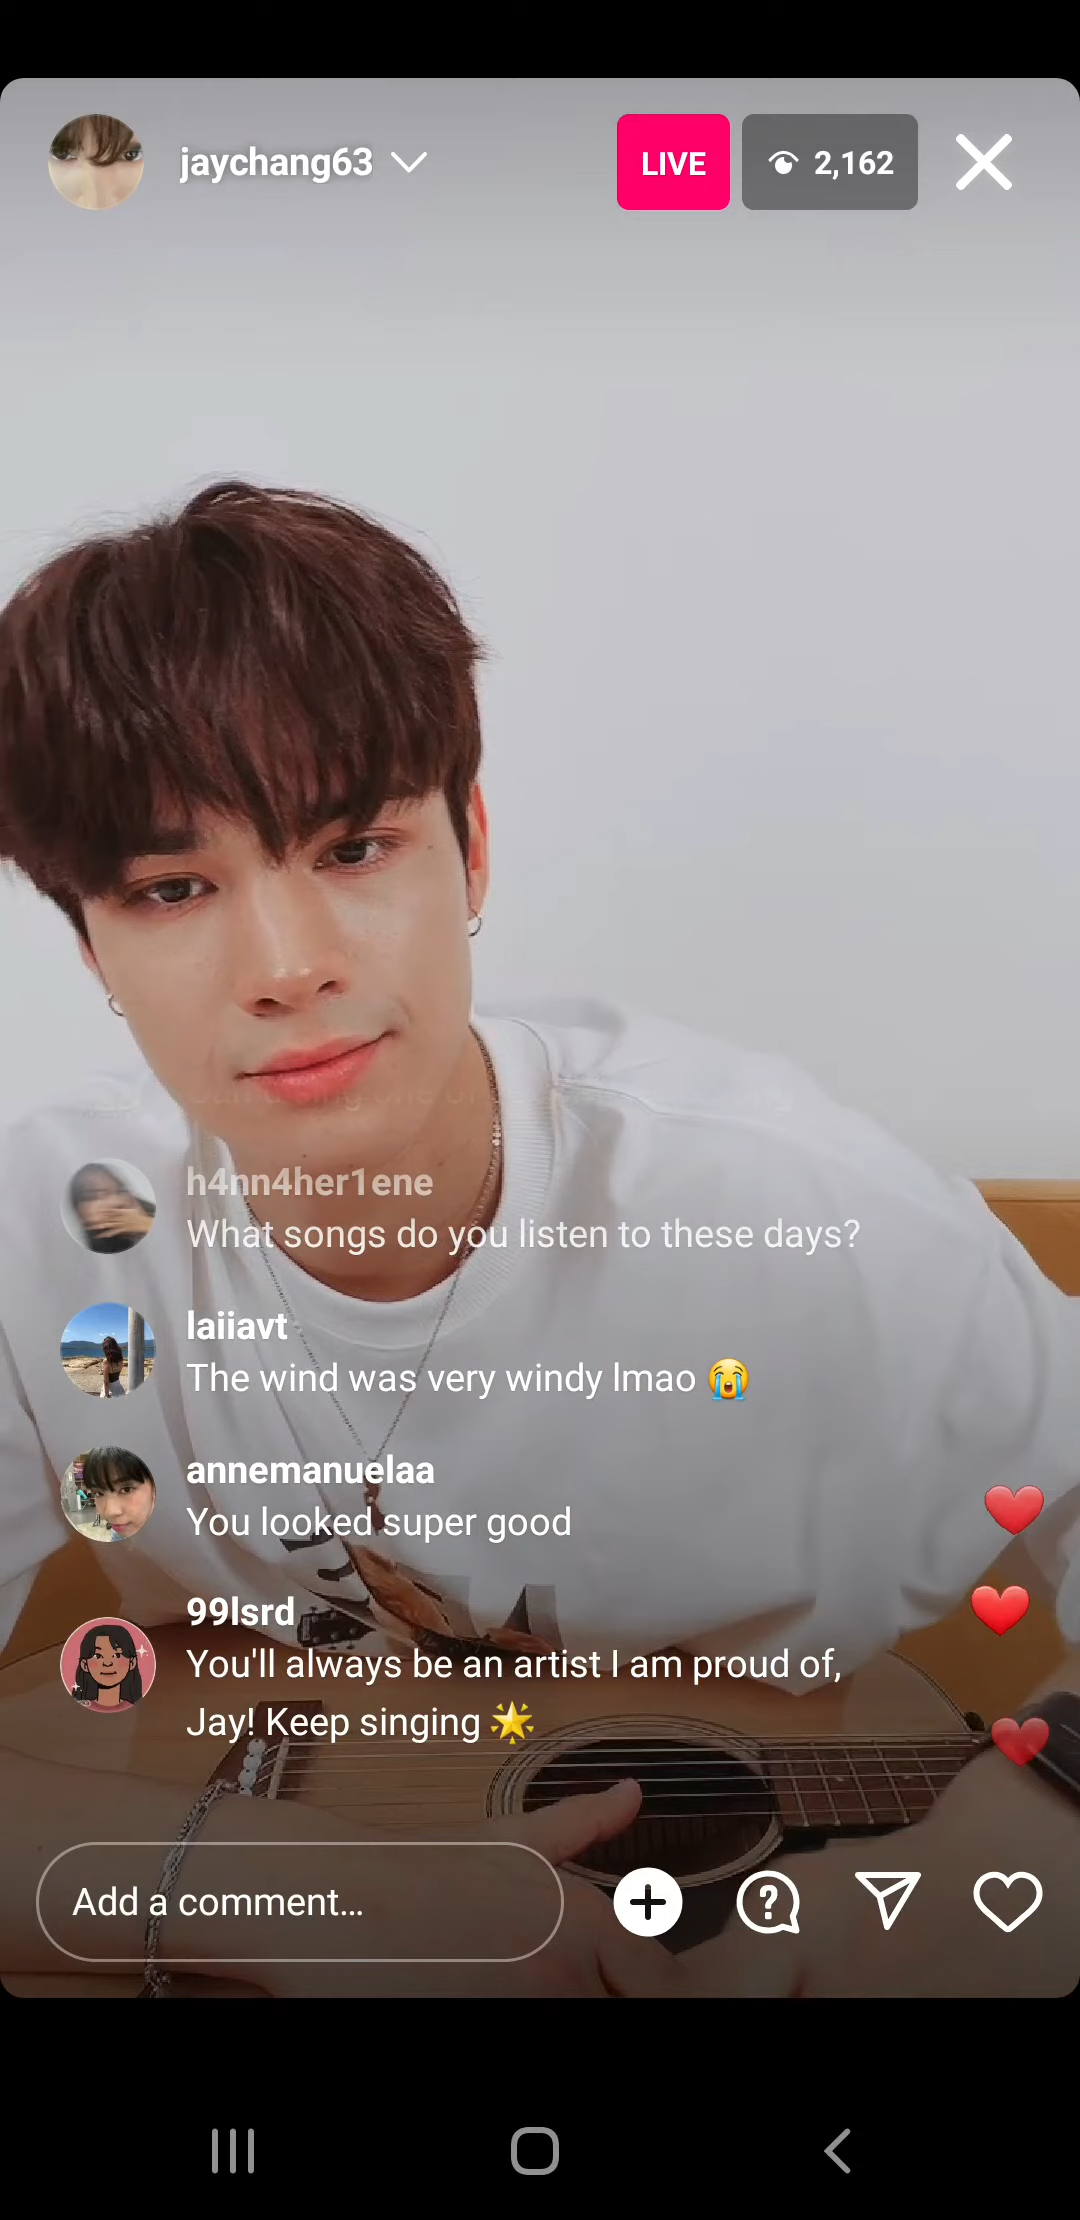 jaychang63
LIVE
2,162
h4nn4her1ene
What songs do you listen to these days?
laiiavt
The wind was very windy lmao 😭
annemanuelaa
You looked super good
99lsrd
You'll always be an artist I am proud of,
Jay! Keep singing 🌟
Add a comment...